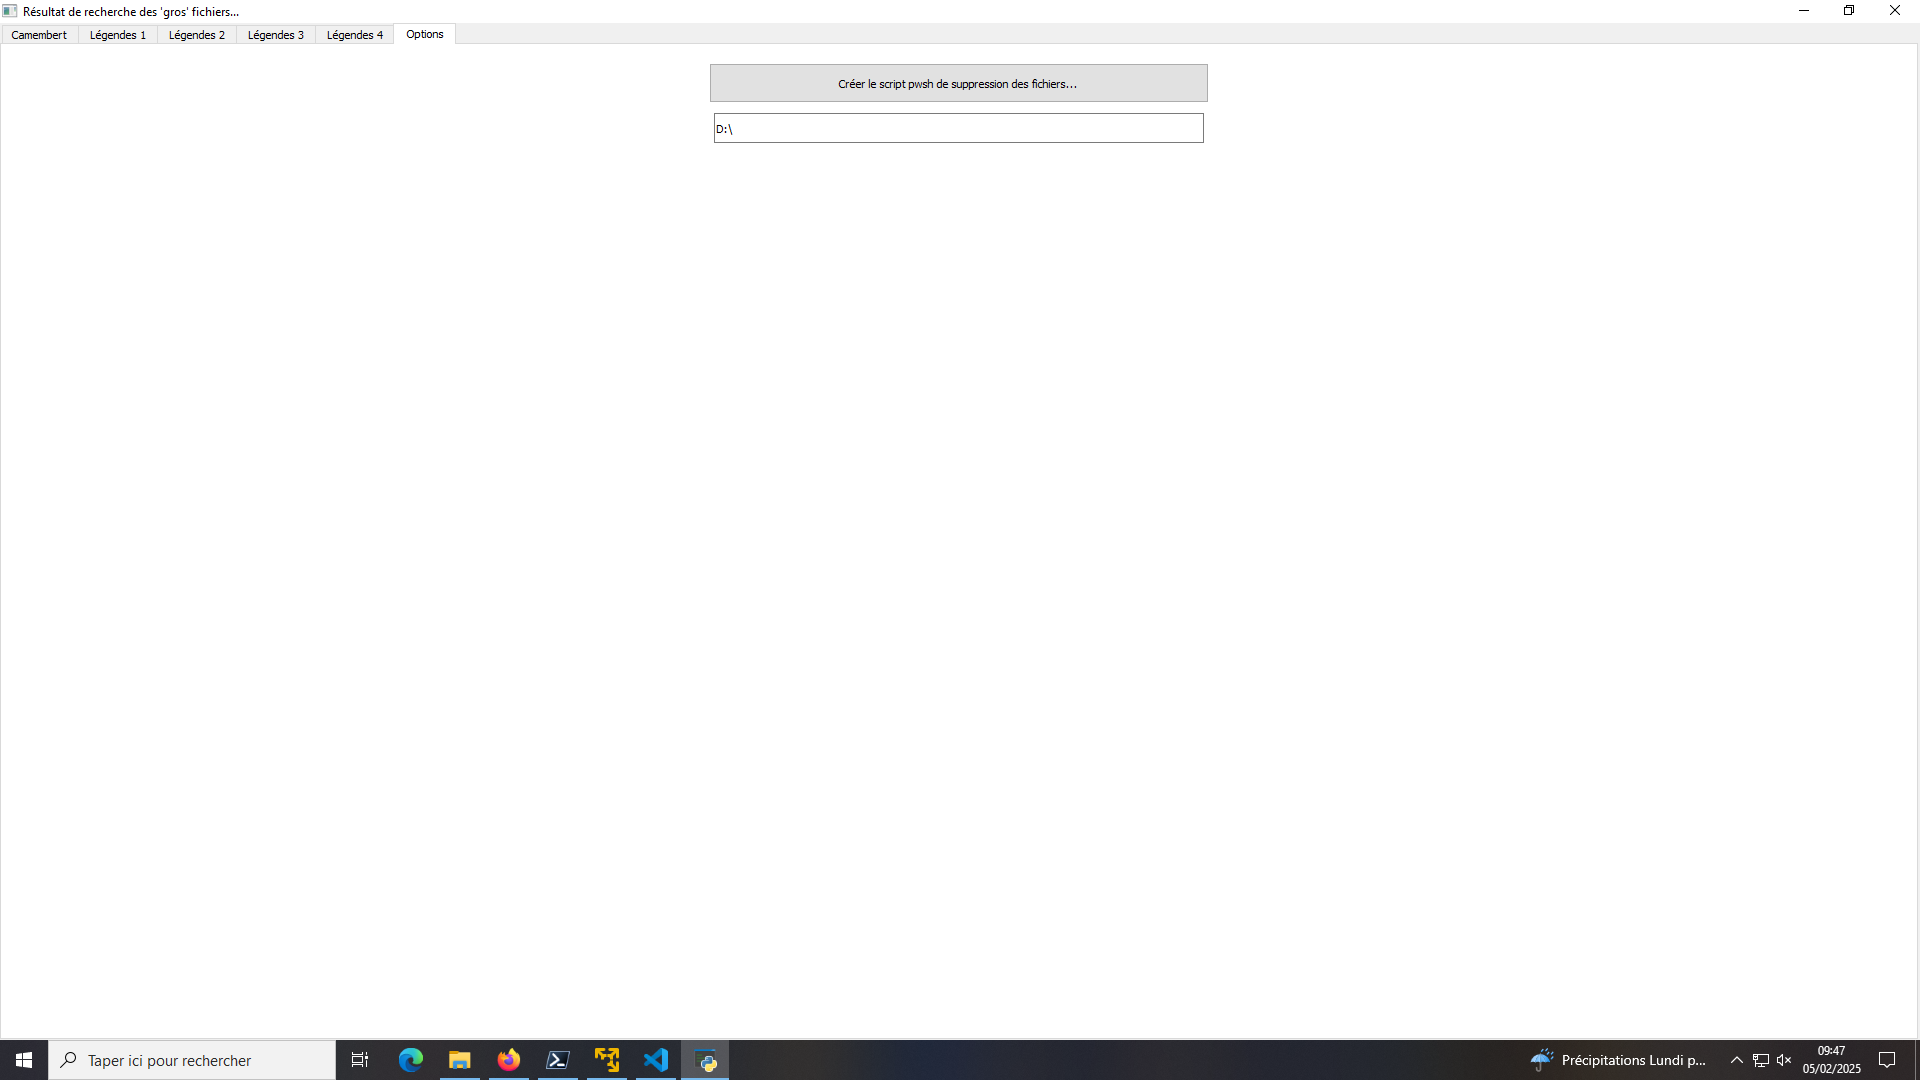 Résultat de recherche des 'gros' fichiers...
Camembert
Légendes 1
Légendes 2
Légendes 3
Légendes 4
Options
Créer le script pwsh de suppression des fichiers...
D:\
Taper ici pour rechercher
Précipitations Lundi p...
09:47
05/02/2025